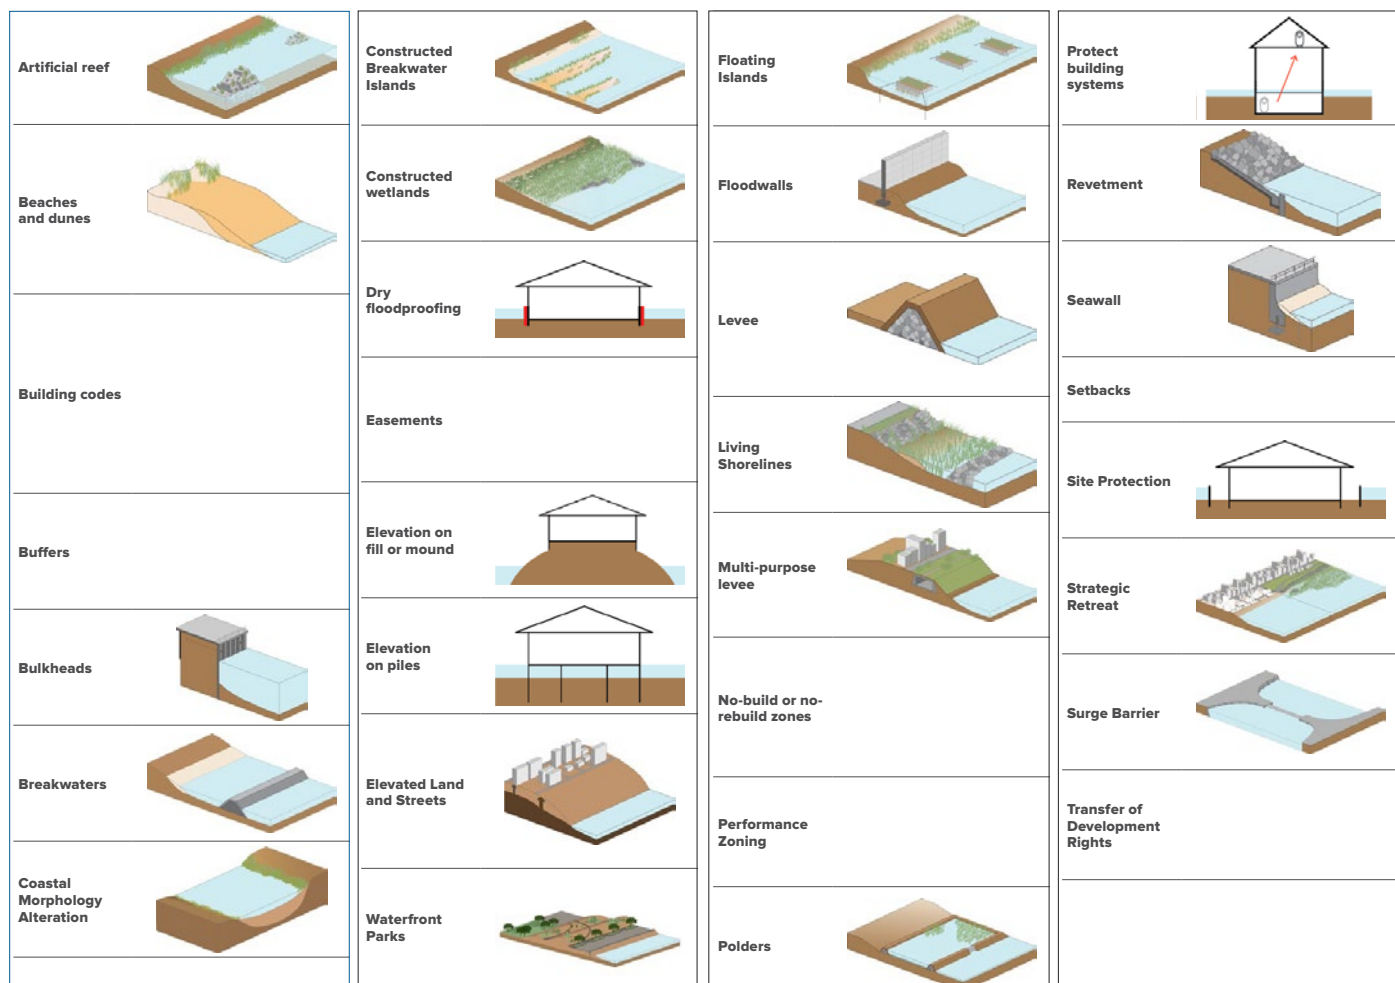 Artificial reef
Beaches
and dunes
Building codes
Buffers
Bulkheads
Breakwaters
Coastal
Morphology
Alteration
Constructed
Breakwater
Islands
Constructed
wetlands
Dry
floodproofing
Easements
Elevation on
fill or mound
Elevation
on piles
Elevated Land
and Streets
Waterfront
Parks
Floating
Islands
Floodwalls
Levee
Living
Shorelines
Multi-purpose
levee
No-build or no-
rebuild zones
Performance
Zoning
Polders
Protect
building
systems
Revetment
Seawall
Setbacks
Site Protection
Strategic
Retreat
Surge Barrier
Transfer of
Development
Rights